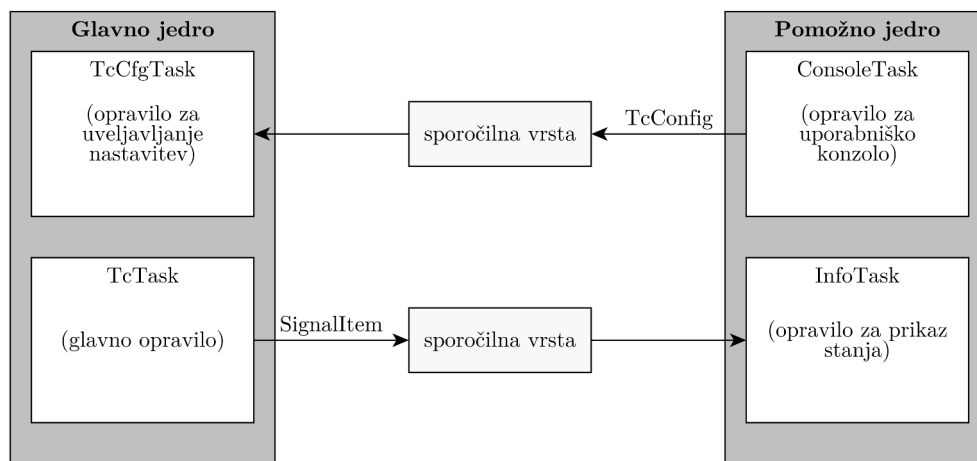 Glavno jedro
TcCfgTask
(opravilo za
uveljavljanje
nastavitev)
TcTask
(glavno opravilo)
sporočilna vrsta
TcConfig
SignalItem
sporočilna vrsta
Pomožno jedro
ConsoleTask
(opravilo za
uporabniško
konzolo)
InfoTask
(opravilo za prikaz
stanja)